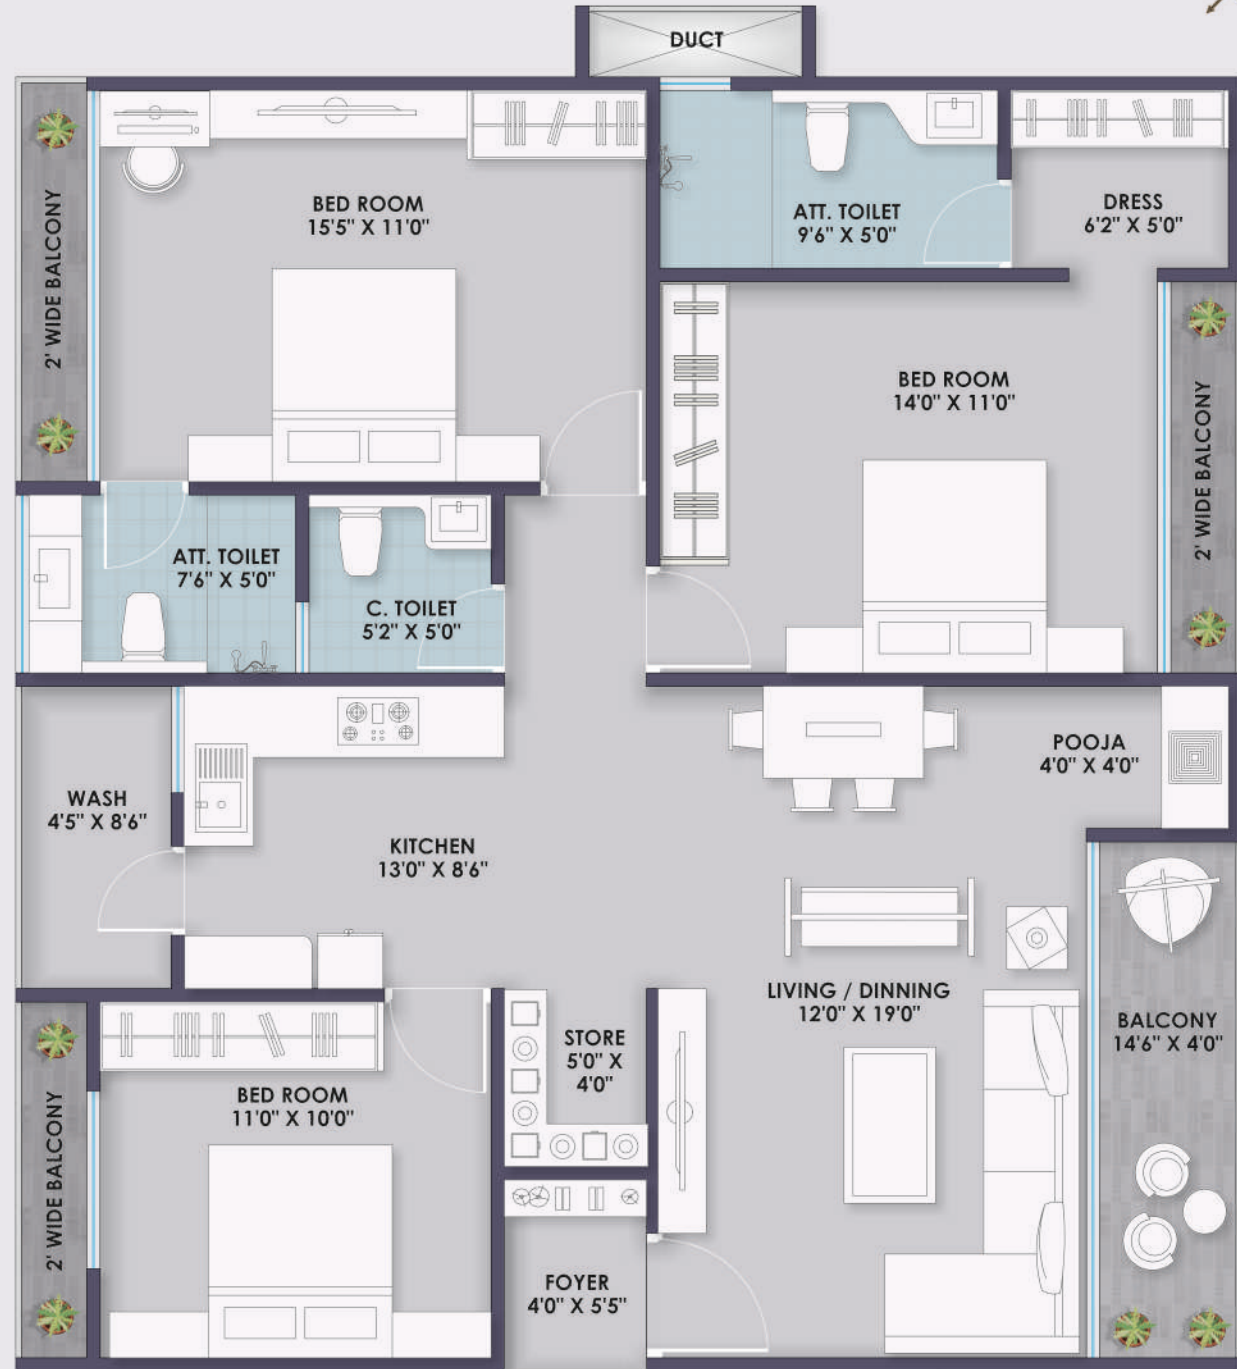 DUCT
BED ROOM
15'5" X 11'0"
2' WIDE BALCONY
ATT. TOILET
9'6" X 5'0"
DRESS
6'2" X 5'0"
BED ROOM
14'0" X 11'0"
2' WIDE BALCONY
ATT. TOILET
7'6" X 5'0"
C. TOILET
5'2" X 5'0"
POOJA
4'0" X 4'0"
WASH
4'5" X 8'6"
KITCHEN
13'0" X 8'6"
LIVING / DINNING
12'0" X 19'0"
BALCONY
14'6" X 4'0"
STORE
5'0" X
4'0"
BED ROOM
11'0" X 10'0"
2' WIDE BALCONY
FOYER
4'0" X 5'5"